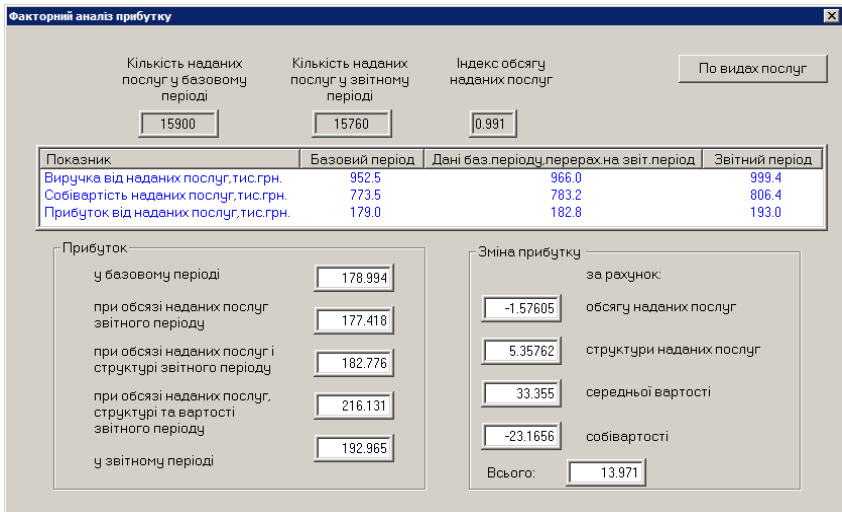 Факторний аналіз прибутку
Кількість наданих
послуг у базовому
періоді
Кількість наданих
послуг у звітному
періоді
Індекс обсягу
наданих послуг
По видах послуг
15900
15760
0.991
Показник Базовий період Дані баз.періоду,перерах.на звіт.період Звітний період
Виручка від наданих послуг,тис.грн. 952.5 966.0 999.4
Собівартість наданих послуг,тис.грн. 773.5 783.2 806.4
Прибуток від наданих послуг,тис.грн. 179.0 182.8 193.0
Прибуток
у базовому періоді 178.994
при обсязі наданих послуг
звітного періоду 177.418
при обсязі наданих послуг і
структурі звітного періоду 182.776
при обсязі наданих послуг,
структурі та вартості
звітного періоду 216.131
у звітному періоді 192.965
Зміна прибутку
за рахунок:
-1.57605 обсягу наданих послуг
5.35762 структури наданих послуг
33.355 середньої вартості
-23.1656 собівартості
Всього: 13.971